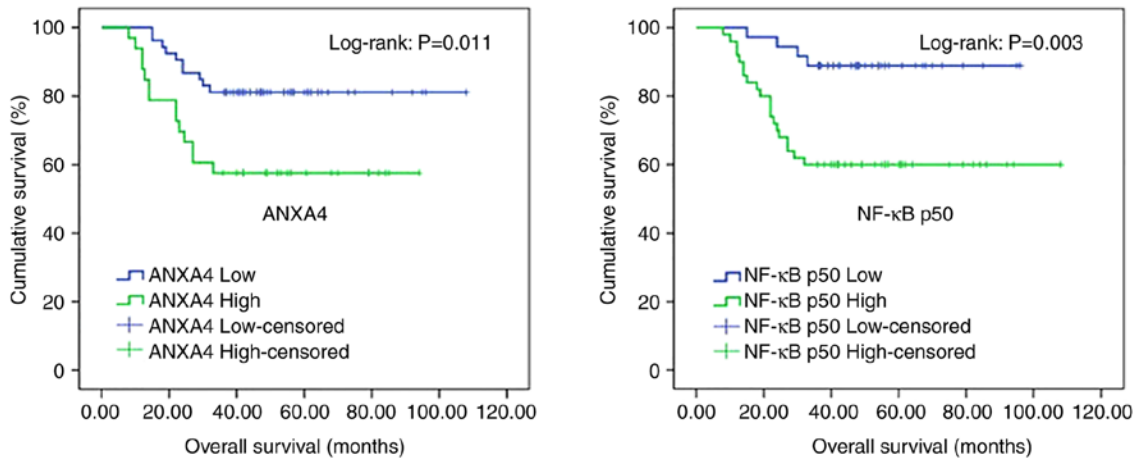 Log-rank: P=0.011
Cumulative survival (%)
100
80
60
40
20
0
ANXA4
ANXA4 Low
ANXA4 High
ANXA4 Low-censored
ANXA4 High-censored
0.00 20.00 40.00 60.00 80.00 100.00 120.00
Overall survival (months)
Log-rank: P=0.003
Cumulative survival (%)
100
80
60
40
20
0
NF-κB p50
NF-κB p50 Low
NF-κB p50 High
NF-κB p50 Low-censored
NF-κB p50 High-censored
0.00 20.00 40.00 60.00 80.00 100.00 120.00
Overall survival (months)